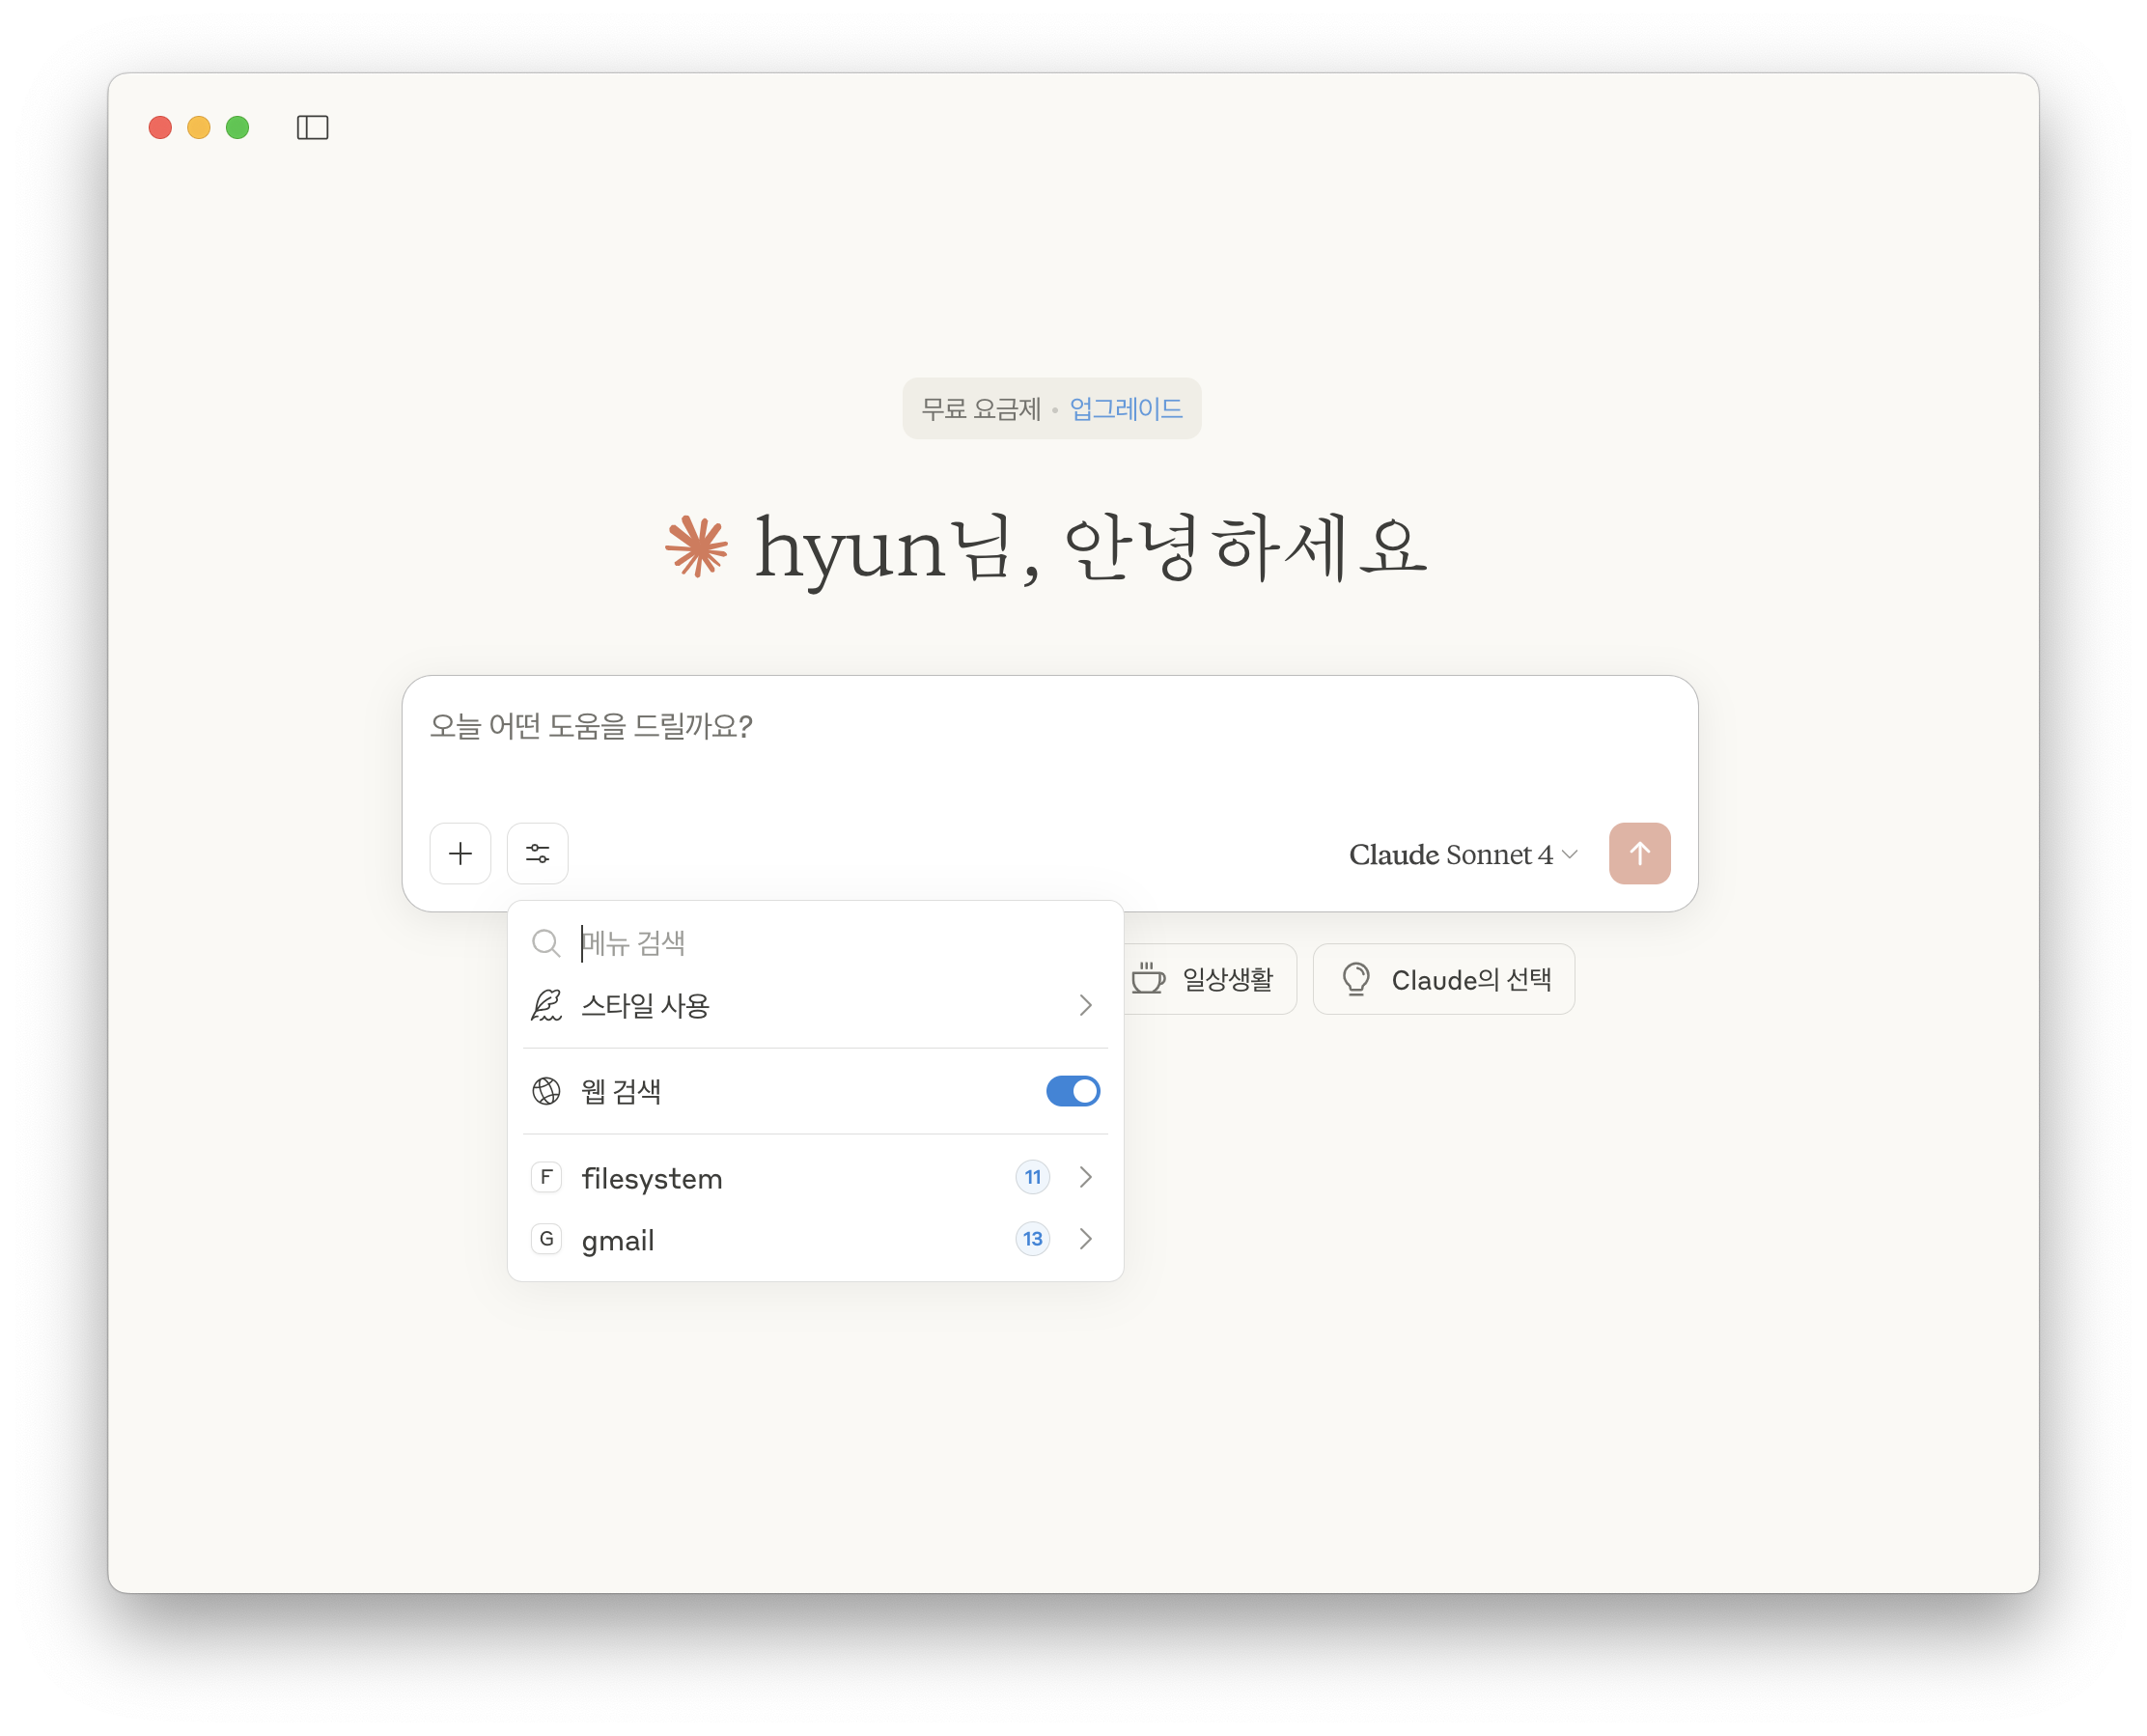 무료 요금제 • 업그레이드
hyun님, 안녕하세요
오늘 어떤 도움을 드릴까요?
Claude Sonnet 4
메뉴 검색
스타일 사용
일상생활
Claude의 선택
웹 검색
F filesystem 11
G gmail 13